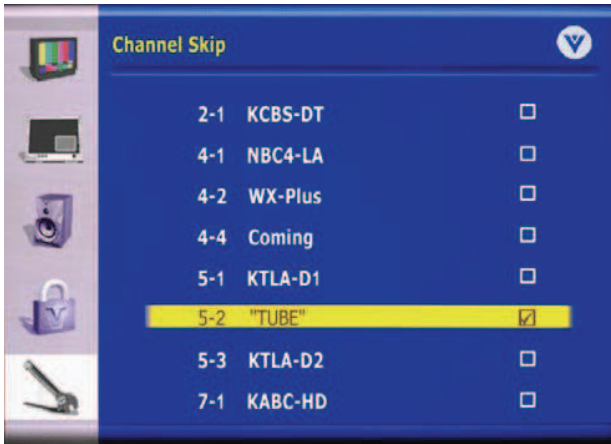 Channel Skip
2-1 KCBS-DT
4-1 NBC4-LA
4-2 WX-Plus
4-4 Coming
5-1 KTLA-D1
5-2 "TUBE"
5-3 KTLA-D2
7-1 KABC-HD